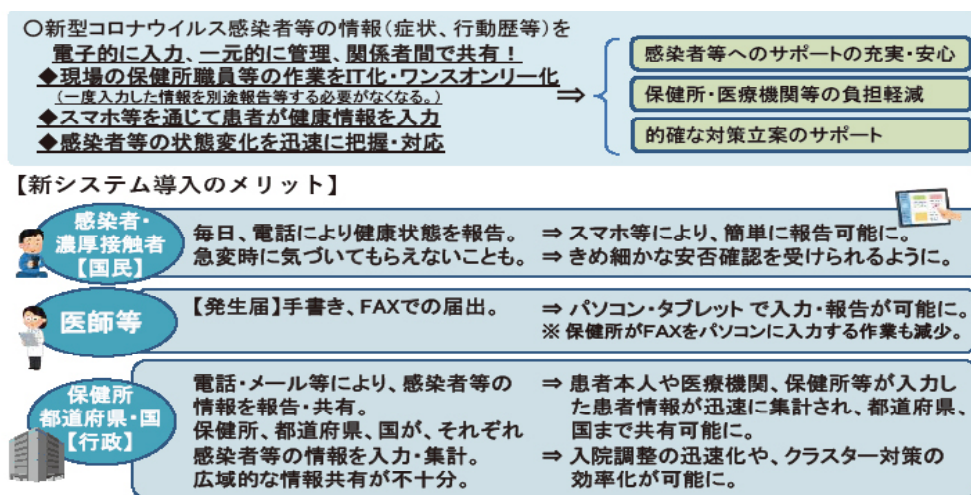 ○新型コロナウイルス感染者等の情報(症状、行動歴等)を
電子的に入力、一元的に管理、関係者間で共有!
◆現場の保健所職員等の作業をIT化・ワンスオンリー化
(一度入力した情報を別途報告等する必要がなくなる。)
◆スマホ等を通じて患者が健康情報を入力
◆感染者等の状態変化を迅速に把握・対応
⇒
感染者等へのサポートの充実・安心
保健所・医療機関等の負担軽減
的確な対策立案のサポート
【新システム導入のメリット】
感染者・
濃厚接触者
【国民】
毎日、電話により健康状態を報告。
急変時に気づいてもらえないことも。
⇒ スマホ等により、簡単に報告可能に。
⇒ きめ細かな安否確認を受けられるように。
医師等
【発生届】手書き、FAXでの届出。
⇒ パソコン・タブレット で入力・報告が可能に。
※ 保健所がFAXをパソコンに入力する作業も減少。
保健所
都道府県・国
【行政】
電話・メール等により、感染者等の
情報を報告・共有。
保健所、都道府県、国が、それぞれ
感染者等の情報を入力・集計。
広域的な情報共有が不十分。
⇒ 患者本人や医療機関、保健所等が入力し
た患者情報が迅速に集計され、都道府県、
国まで共有可能に。
⇒ 入院調整の迅速化や、クラスター対策の
効率化が可能に。